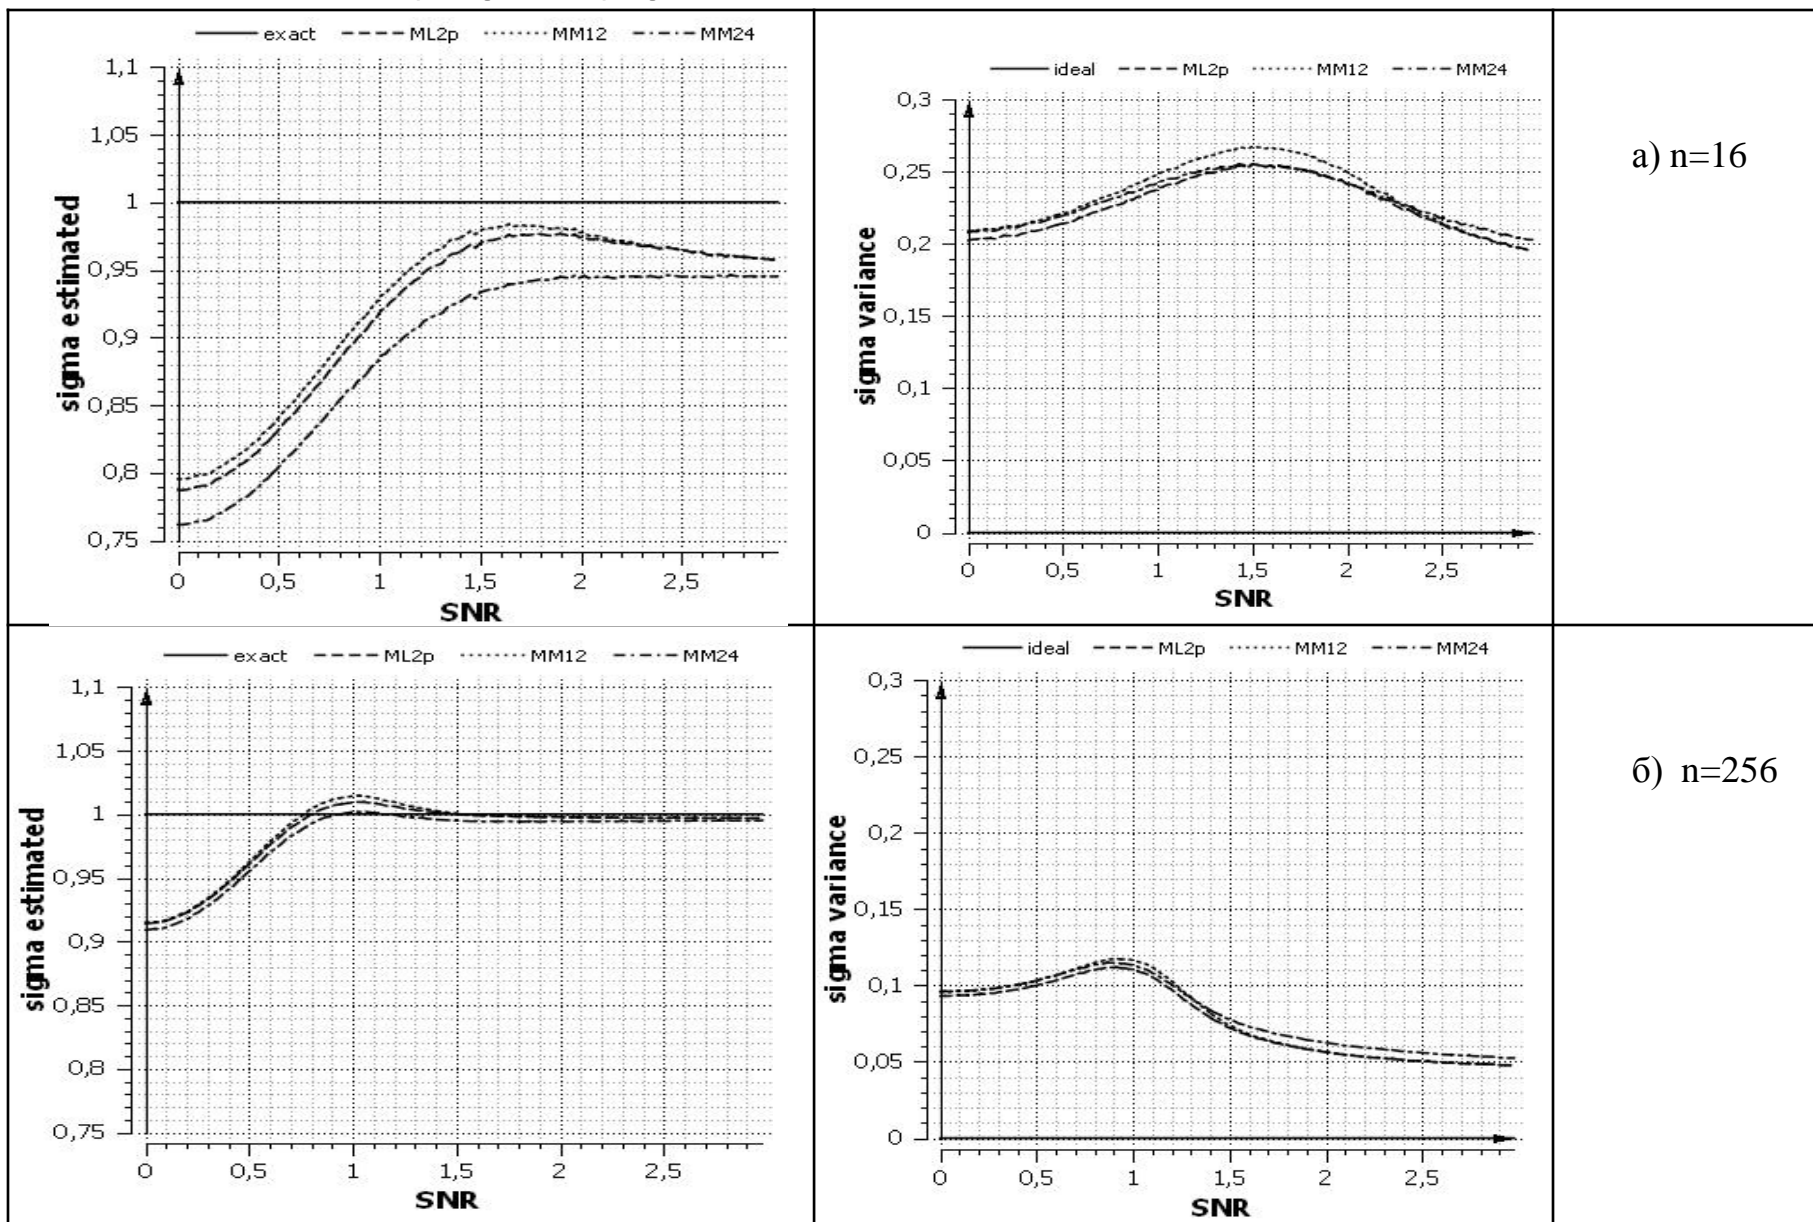 exact ML2p MM12 MM24
1,1
1,05
1
0,95
0,9
0,85
0,8
0,75
sigma estimated
0 0,5 1 1,5 2 2,5
SNR
ideal ML2p MM12 MM24
0,3
0,25
0,2
0,15
0,1
0,05
0
sigma variance
0 0,5 1 1,5 2 2,5
SNR
а) n=16
exact ML2p MM12 MM24
1,1
1,05
1
0,95
0,9
0,85
0,8
0,75
sigma estimated
0 0,5 1 1,5 2 2,5
SNR
ideal ML2p MM12 MM24
0,3
0,25
0,2
0,15
0,1
0,05
0
sigma variance
0 0,5 1 1,5 2 2,5
SNR
б) n=256